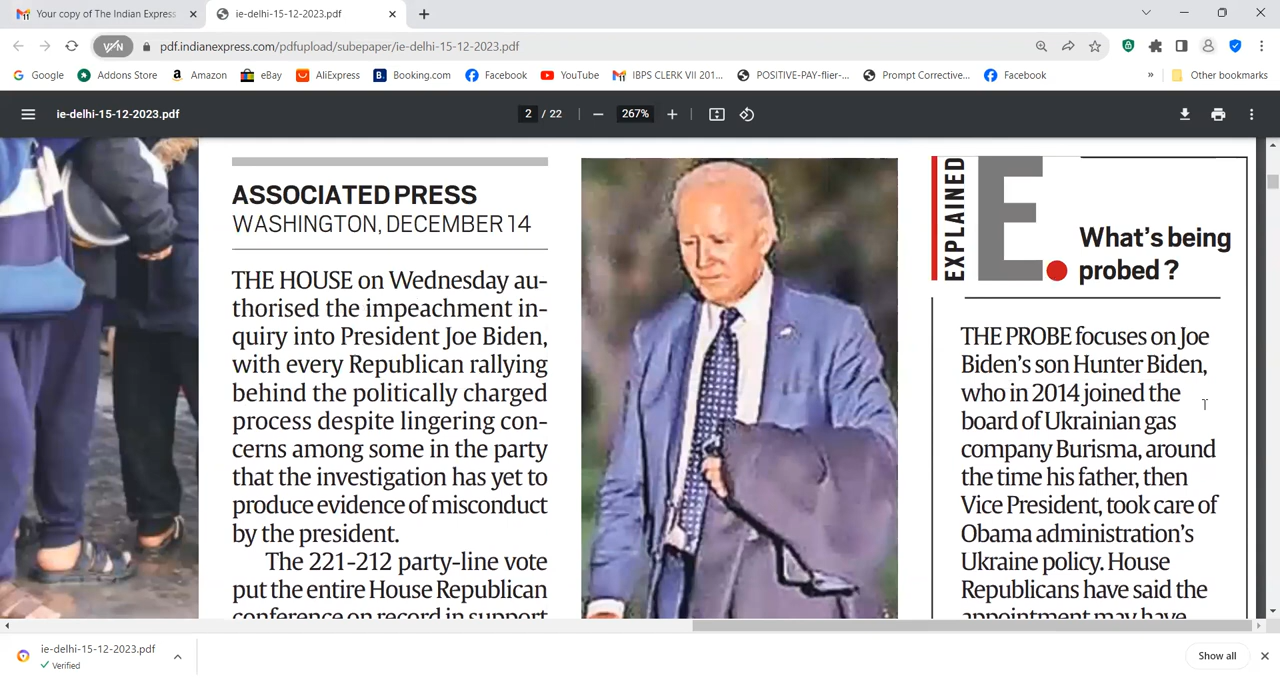 Your copy of The Indian Express
ie-delhi-15-12-2023.pdf
pdf.indianexpress.com/pdfupload/subepaper/ie-delhi-15-12-2023.pdf
Google
Addons Store
Amazon
eBay
AliExpress
Booking.com
Facebook
YouTube
IBPS CLERK VII 201...
POSITIVE-PAY-flier-...
Prompt Corrective...
Facebook
»
Other bookmarks
ie-delhi-15-12-2023.pdf
2 / 22
267%
ASSOCIATED PRESS
WASHINGTON, DECEMBER 14
THE HOUSE on Wednesday au-
thorised the impeachment in-
quiry into President Joe Biden,
with every Republican rallying
behind the politically charged
process despite lingering con-
cerns among some in the party
that the investigation has yet to
produce evidence of misconduct
by the president.
The 221-212 party-line vote
put the entire House Republican
conference on record in support
EXPLAINED
E.
What's being
probed?
THE PROBE focuses on Joe
Biden's son Hunter Biden,
who in 2014 joined the
board of Ukrainian gas
company Burisma, around
the time his father, then
Vice President, took care of
Obama administration's
Ukraine policy. House
Republicans have said the
appointment may have
ie-delhi-15-12-2023.pdf
Verified
Show all